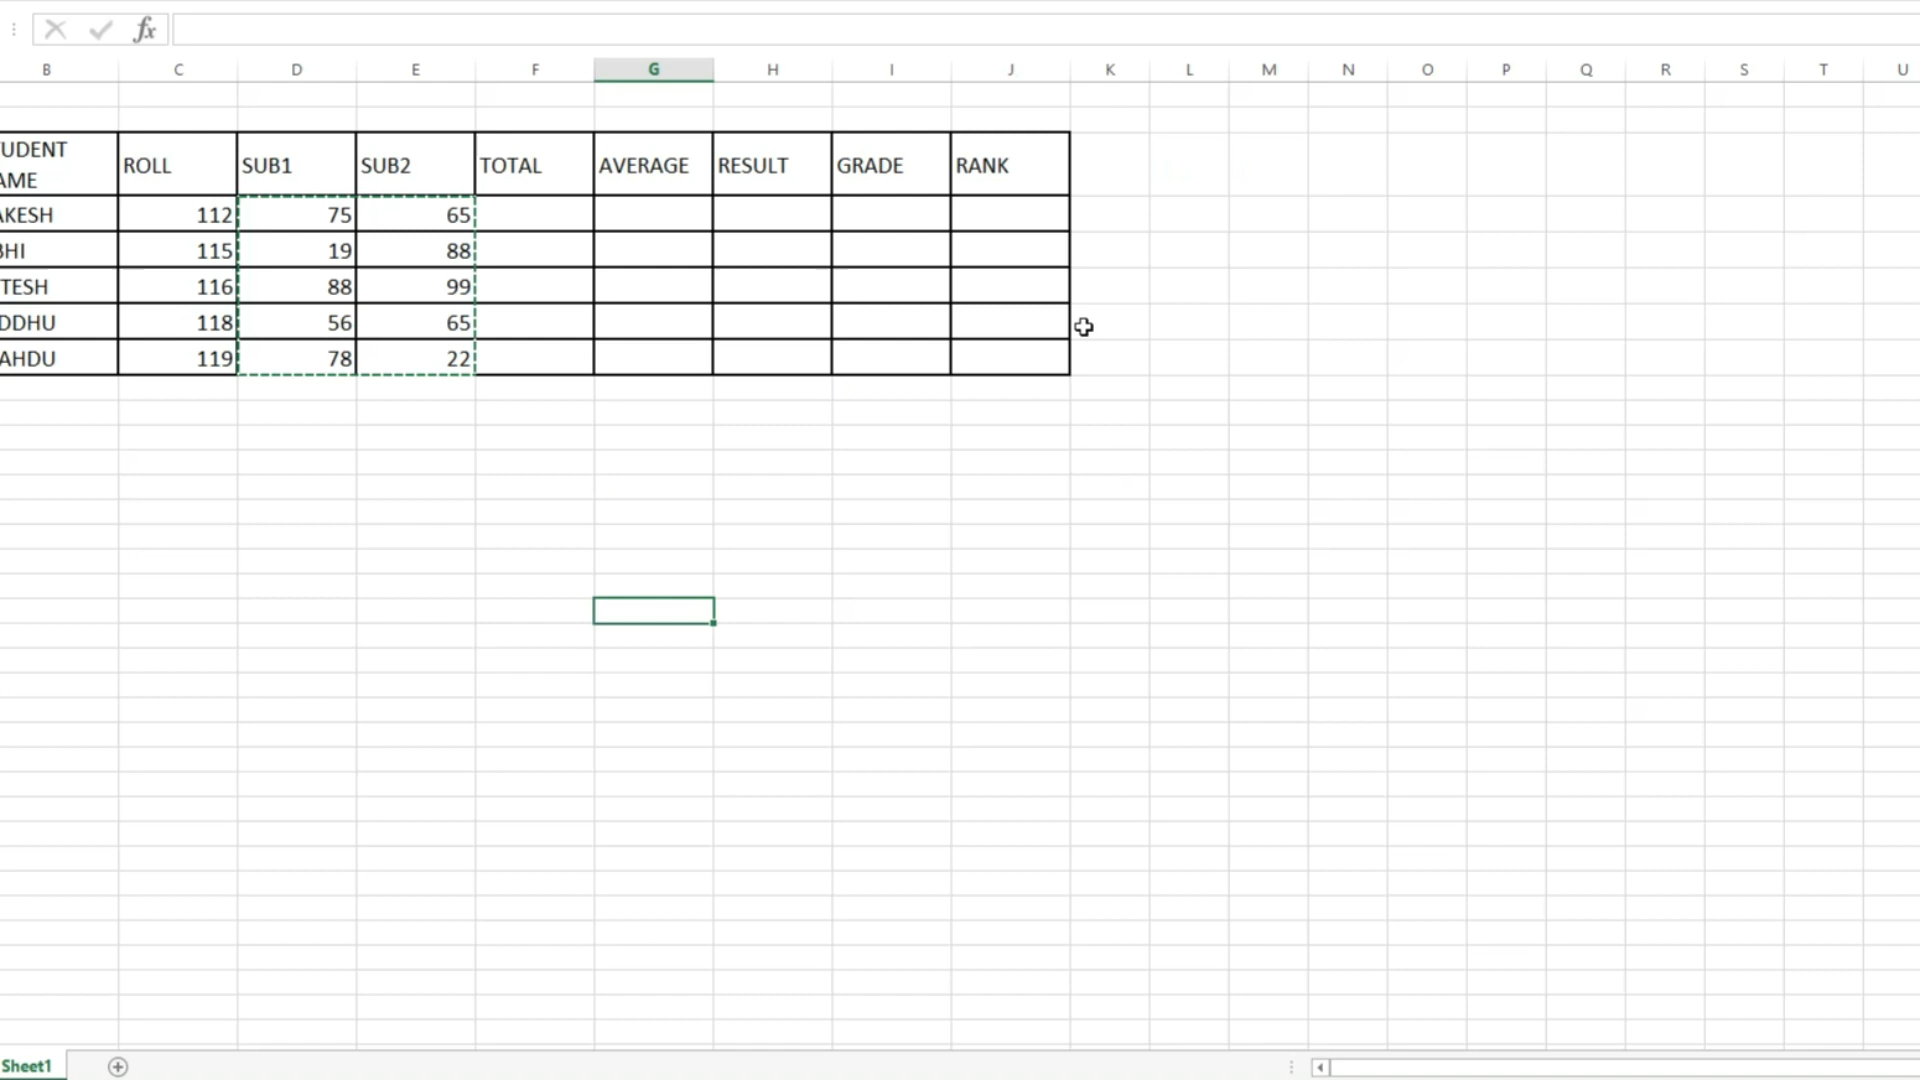 fx
B C D E F G H I J K L M N O P Q R S T U
UDENT
AME ROLL SUB1 SUB2 TOTAL AVERAGE RESULT GRADE RANK
AKESH 112 75 65
BHI 115 19 88
TESH 116 88 99
DDHU 118 56 65
AHDU 119 78 22
Sheet1